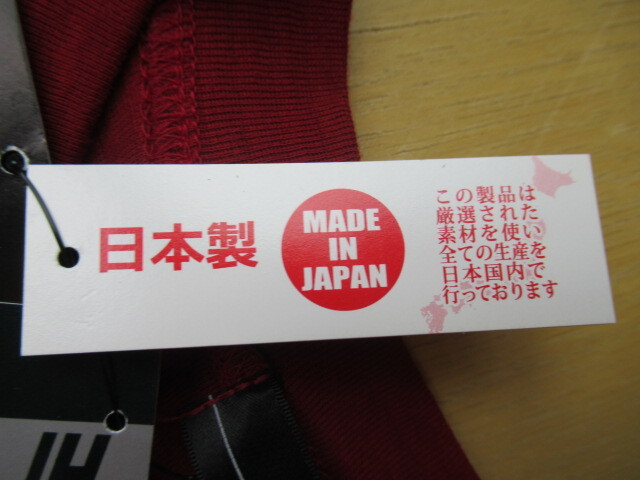 日本製
MADE
IN
JAPAN
この製品は
厳選された
素材を使い
全ての生産を
日本国内で
行っております